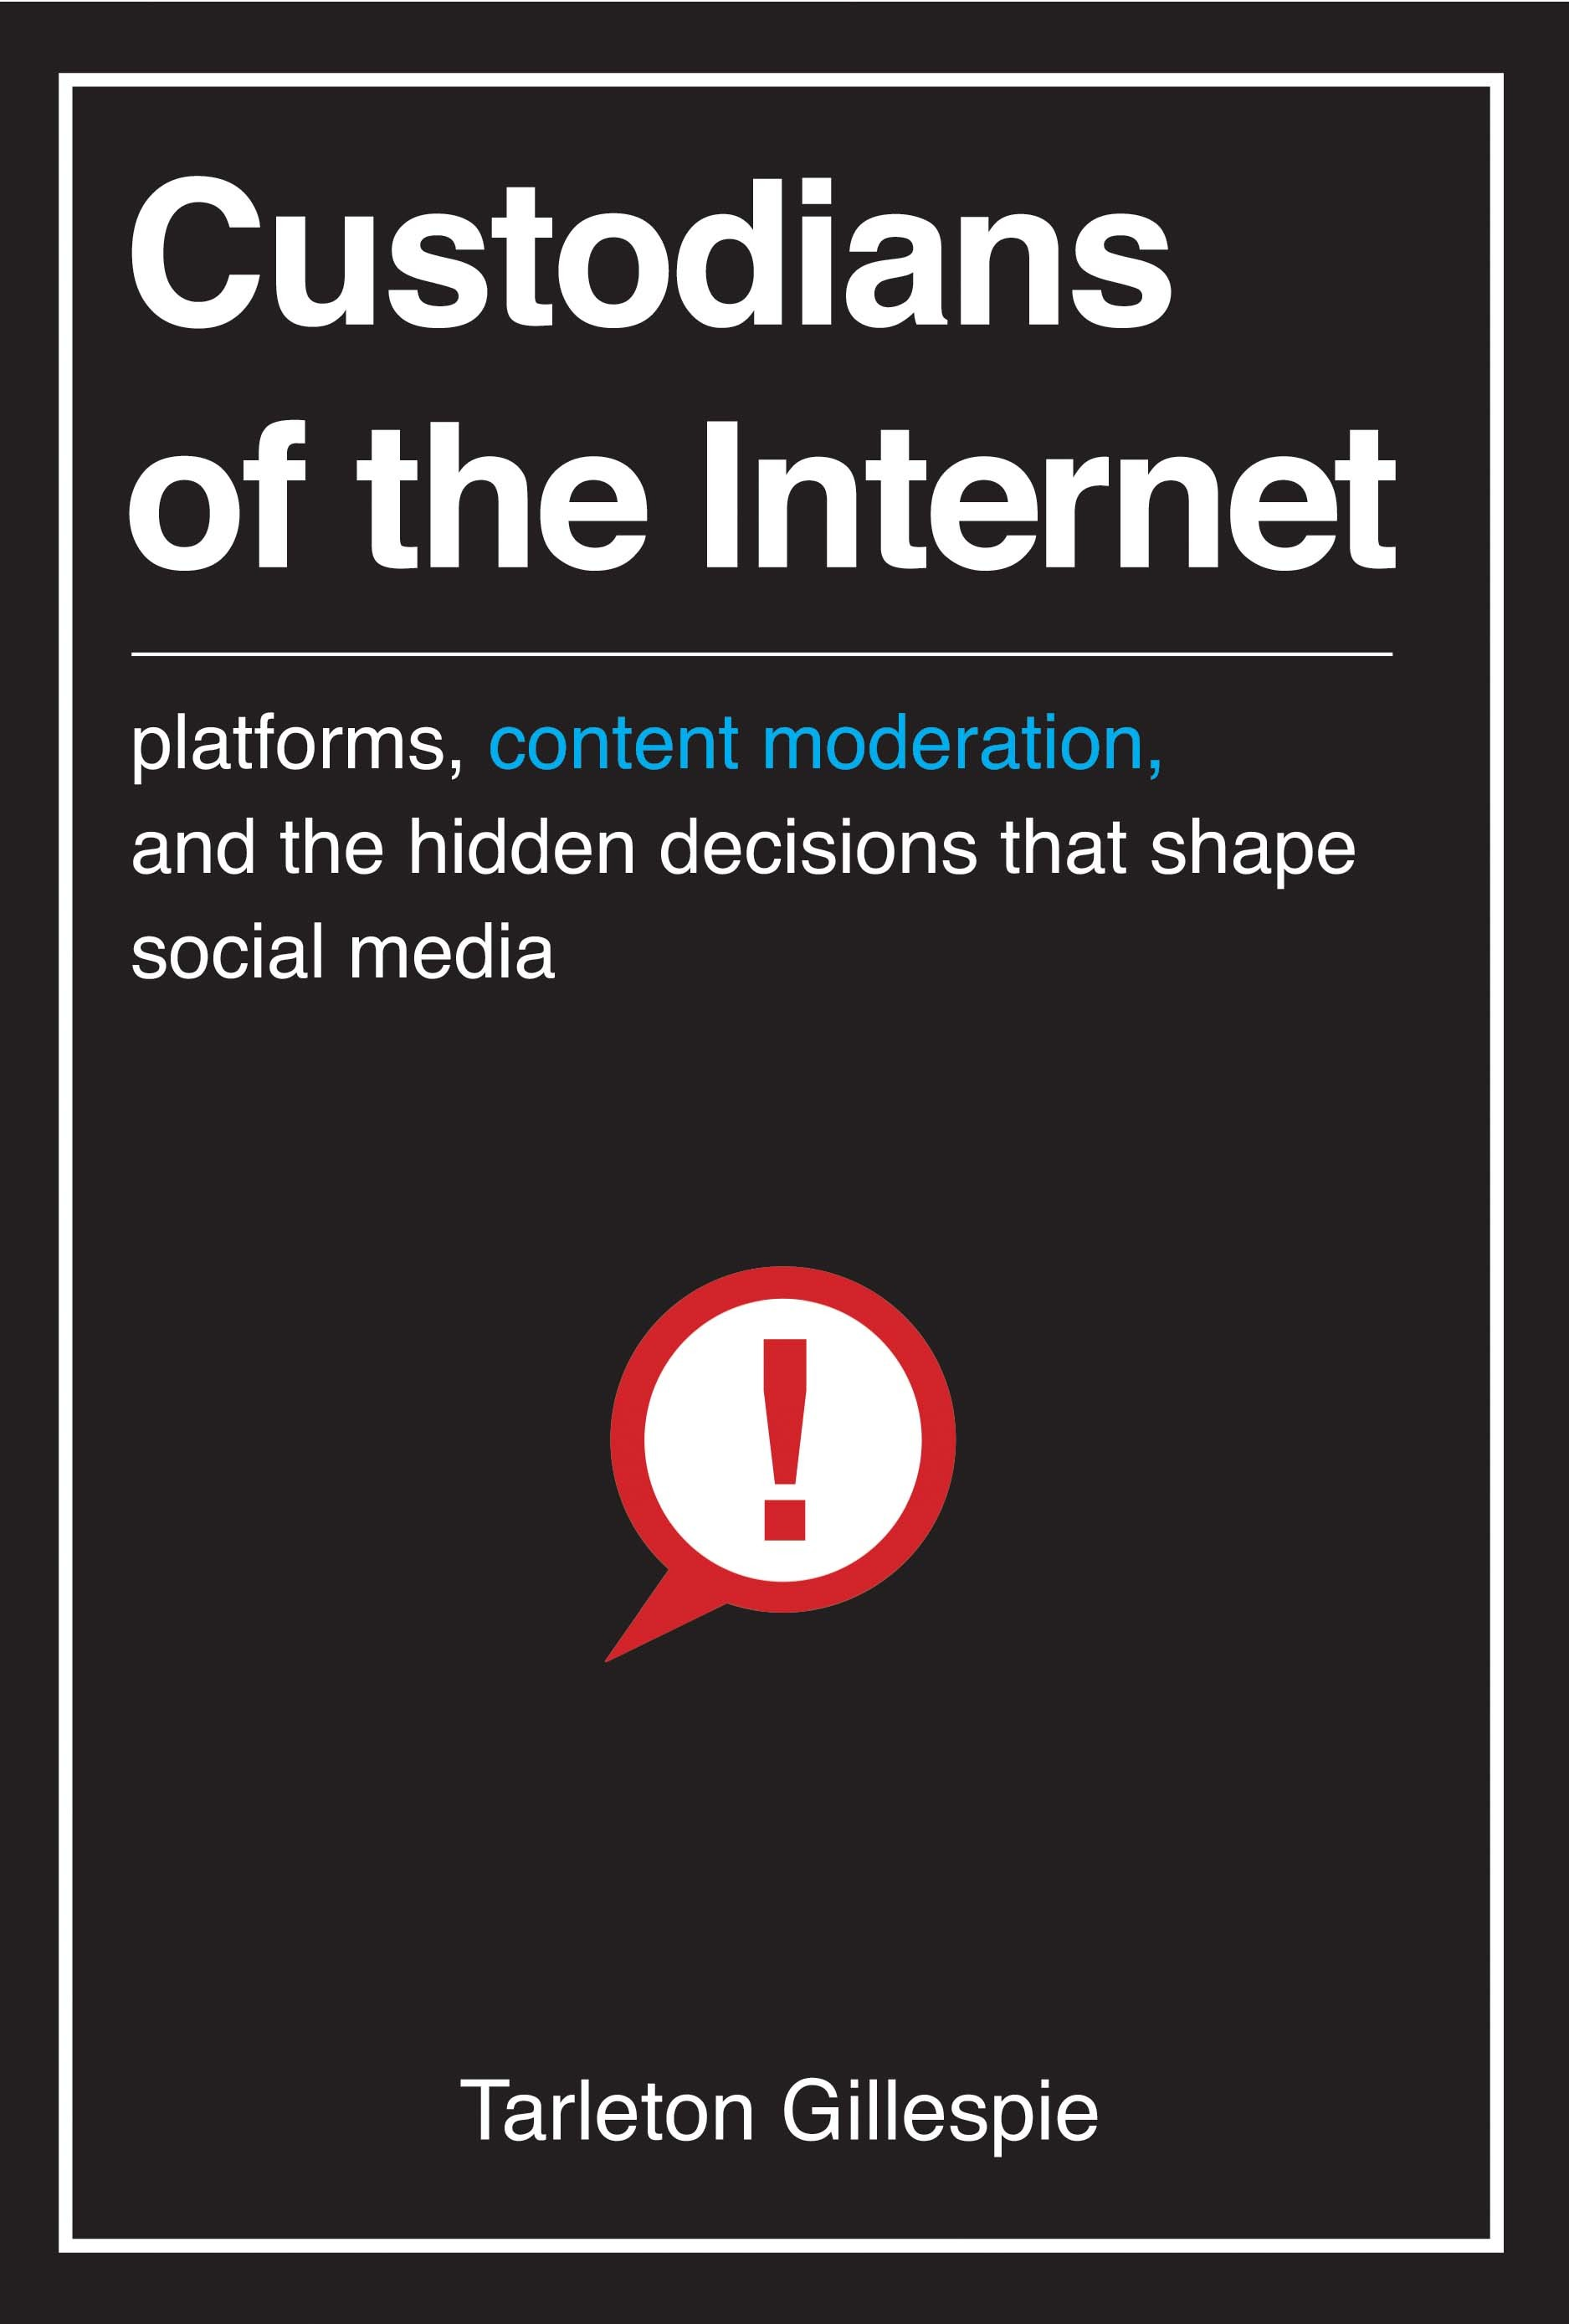 Custodians
of the Internet
platforms, content moderation,
and the hidden decisions that shape
social media
!
Tarleton Gillespie